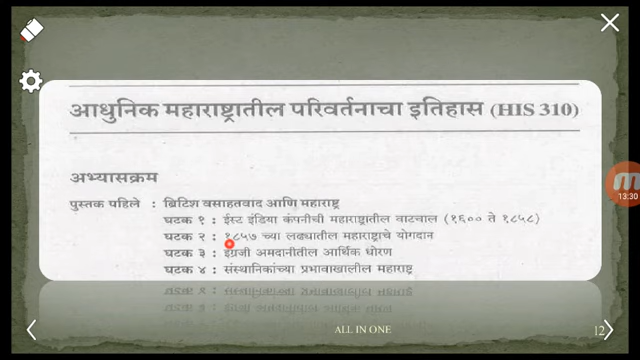 आधुनिक महाराष्ट्रातील परिवर्तनाचा इतिहास (HIS 310)
अभ्यासक्रम
पुस्तक पहिले : ब्रिटिश वसाहतवाद आणि महाराष्ट्र
घटक १ : ईस्ट इंडिया कंपनीची महाराष्ट्रातील वाटचाल (१६०० ते १८५८)
घटक २ : १८५७ च्या लढ्यातील महाराष्ट्राचे योगदान
घटक ३ : इंग्रजी अमदानीतील आर्थिक धोरण
घटक ४ : संस्थानिकांच्या प्रभावाखालील महाराष्ट्र
13:30
ALL IN ONE
12